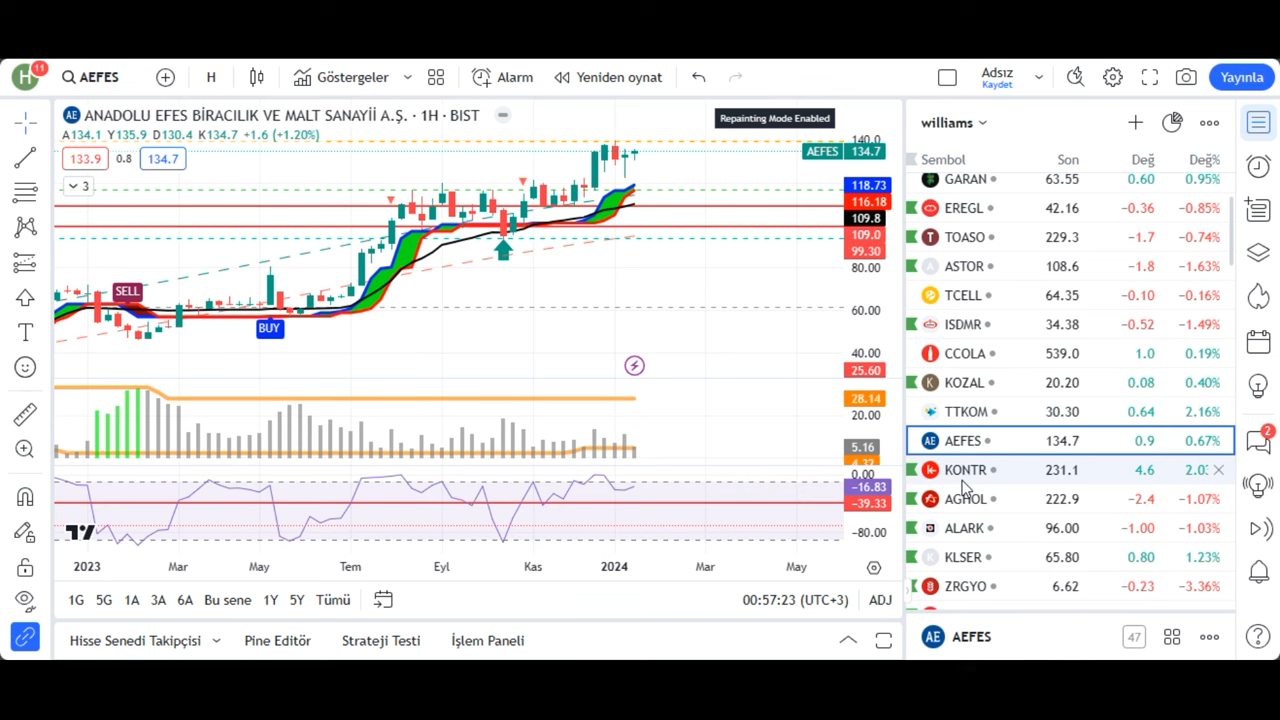 H 11 AEFES H Göstergeler Alarm Yeniden oynat Adsız Kaydet Yayınla
AE ANADOLU EFES BİRACILIK VE MALT SANAYİİ A.Ş. · 1H · BIST
Repainting Mode Enabled
A134.1 Y135.9 D130.4 K134.7 +1.6 (+1.20%)
133.9 0.8 134.7
3
SELL
BUY
140.0
AEFES 134.7
118.73
116.18
109.8
109.0
99.30
80.00
60.00
40.00
25.60
28.14
20.00
5.16
4.32
0.00
−16.83
−39.33
−80.00
2023 Mar May Tem Eyl Kas 2024 Mar May
1G 5G 1A 3A 6A Bu sene 1Y 5Y Tümü 00:57:23 (UTC+3) ADJ
Hisse Senedi Takipçisi Pine Editör Strateji Testi İşlem Paneli
williams
Sembol Son Değ Değ%
GARAN 63.55 0.60 0.95%
EREGL 42.16 −0.36 −0.85%
TOASO 229.3 −1.7 −0.74%
ASTOR 108.6 −1.8 −1.63%
TCELL 64.35 −0.10 −0.16%
ISDMR 34.38 −0.52 −1.49%
CCOLA 539.0 1.0 0.19%
K KOZAL 20.20 0.08 0.40%
TTKOM 30.30 0.64 2.16%
AE AEFES 134.7 0.9 0.67%
KONTR 231.1 4.6
AGHOL 222.9 −2.4 −1.07%
ALARK 96.00 −1.00 −1.03%
KLSER 65.80 0.80 1.23%
ZRGYO 6.62 −0.23 −3.36%
AE AEFES 47
2